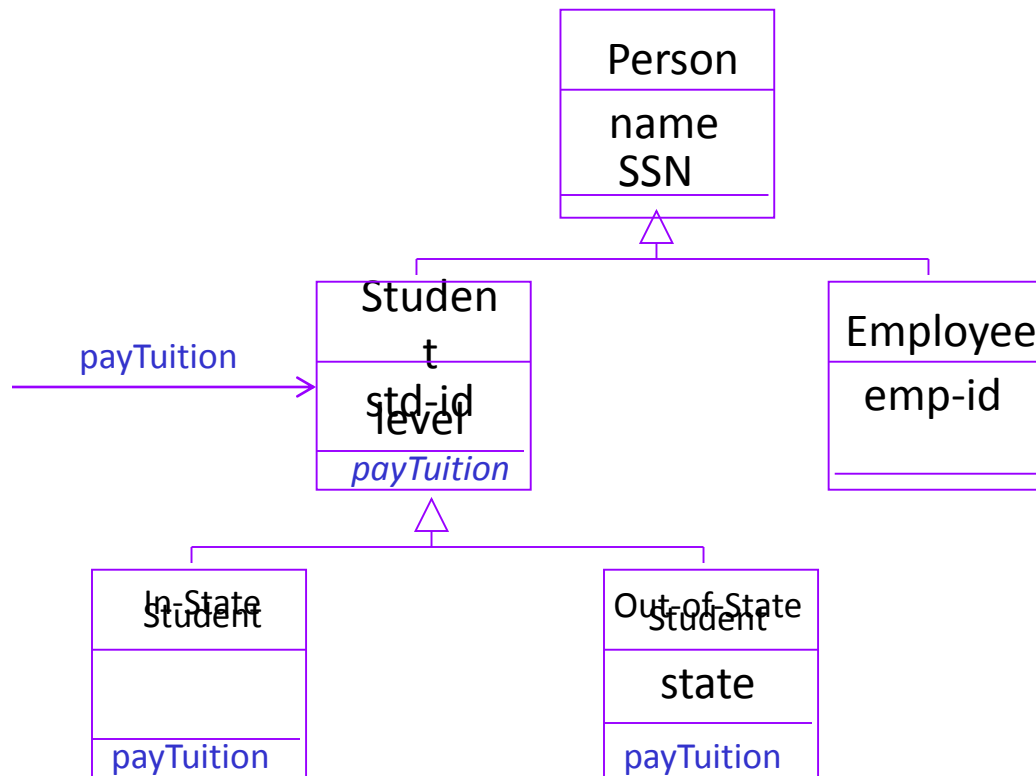 Person
name
SSN
Studen
t
std-id
level
payTuition
payTuition
Employee
emp-id
In-State
Student
payTuition
Out-of-State
Student
state
payTuition